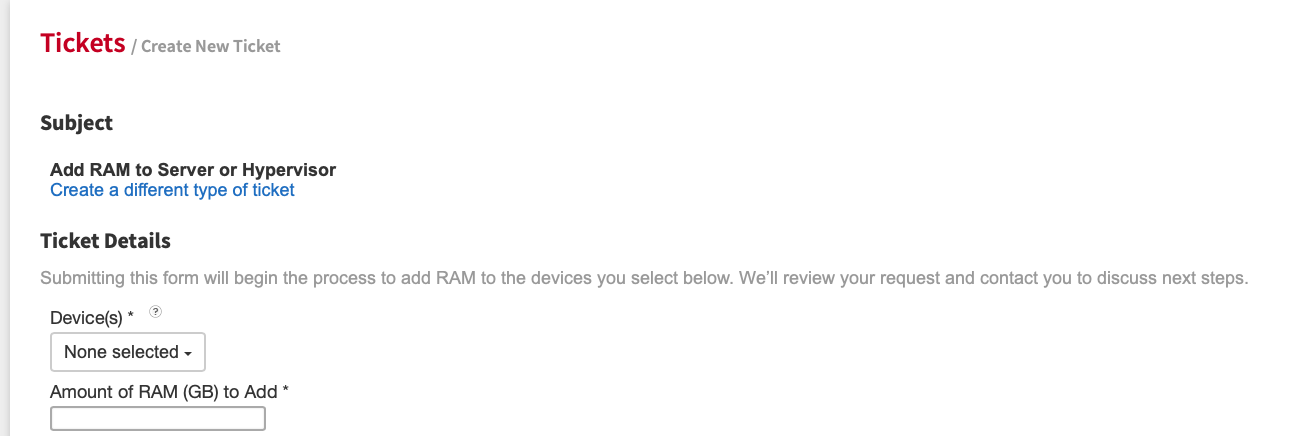 Tickets / Create New Ticket
Subject
Add RAM to Server or Hypervisor
Create a different type of ticket
Ticket Details
Submitting this form will begin the process to add RAM to the devices you select below. We’ll review your request and contact you to discuss next steps.
Device(s) * ?
None selected
Amount of RAM (GB) to Add *